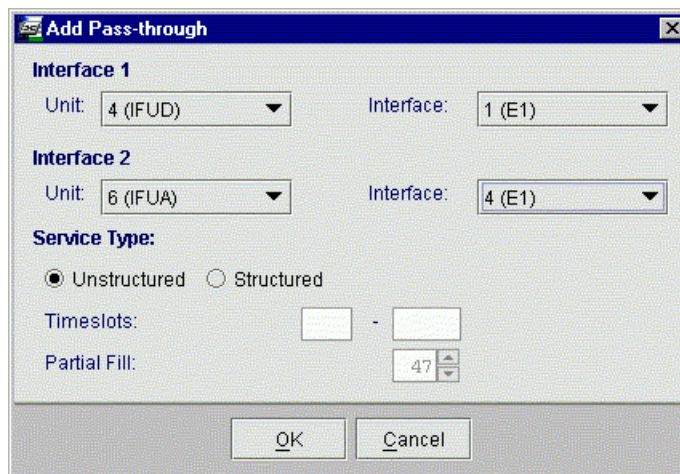 Add Pass-through
Interface 1
Unit: 4 (IFUD) Interface: 1 (E1)
Interface 2
Unit: 6 (IFUA) Interface: 4 (E1)
Service Type:
Unstructured Structured
Timeslots: -
Partial Fill: 47
OK Cancel